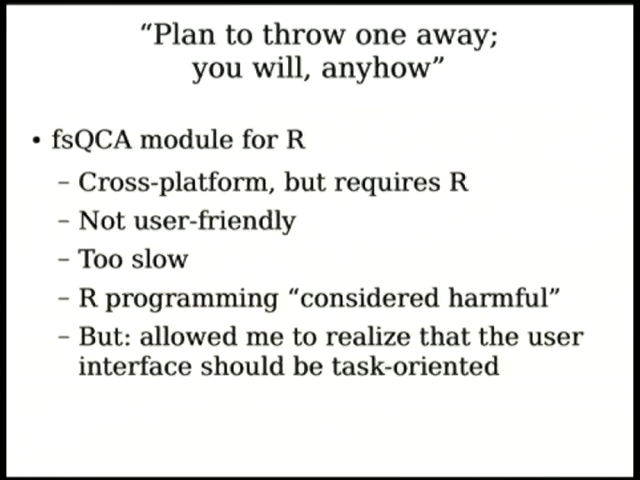 “Plan to throw one away;
you will, anyhow”
• fsQCA module for R
– Cross-platform, but requires R
– Not user-friendly
– Too slow
– R programming “considered harmful”
– But: allowed me to realize that the user
interface should be task-oriented